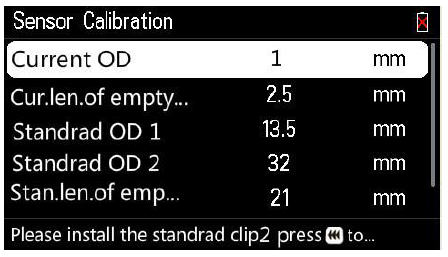 Sensor Calibration
Current OD 1 mm
Cur.len.of empty... 2.5 mm
Standrad OD 1 13.5 mm
Standrad OD 2 32 mm
Stan.len.of emp... 21 mm
Please install the standrad clip2 press to...